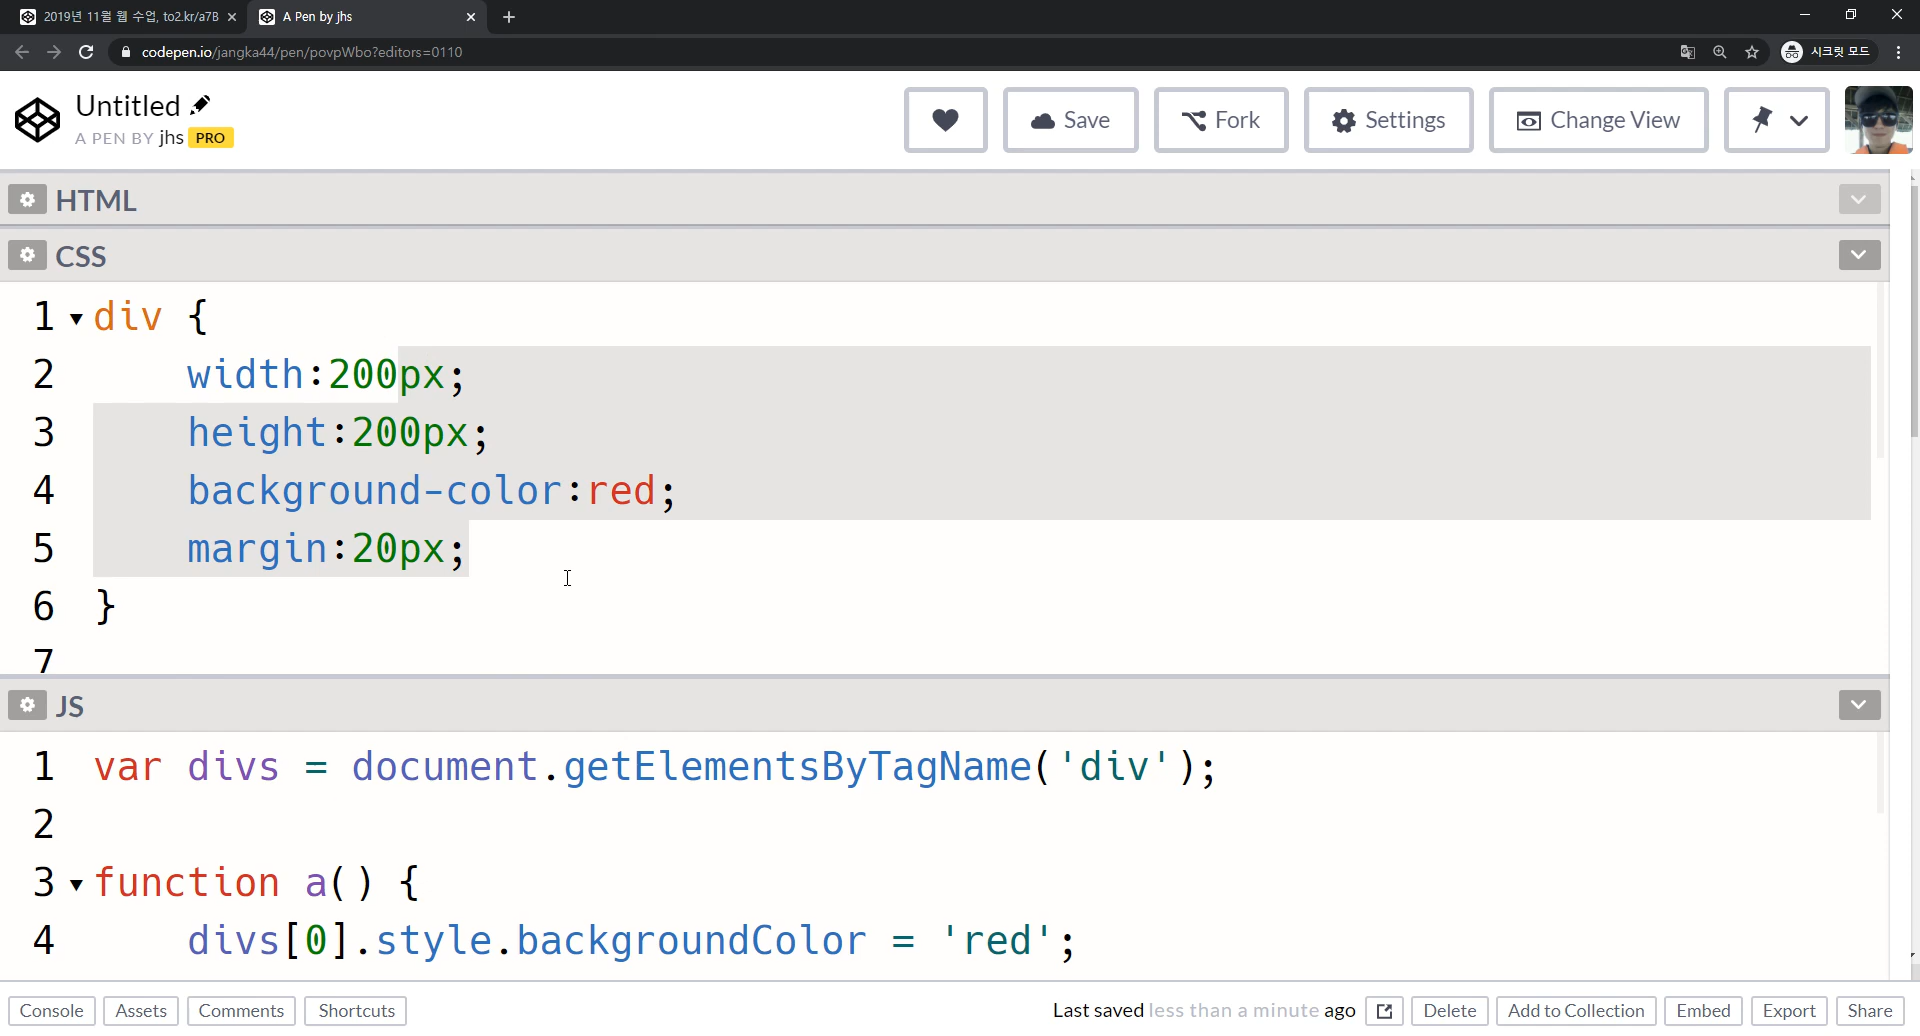 2019년 11월 웹 수업, to2.kr/a7B
A Pen by jhs
codepen.io/jangka44/pen/povpWbo?editors=0110
시크릿 모드
Untitled
A PEN BY jhs PRO
Save
Fork
Settings
Change View
HTML
CSS
1 div {
2 width:200px;
3 height:200px;
4 background-color:red;
5 margin:20px;
6 }
7
JS
1 var divs = document.getElementsByTagName('div');
2
3 function a() {
4 divs[0].style.backgroundColor = 'red';
Console Assets Comments Shortcuts Last saved less than a minute ago Delete Add to Collection Embed Export Share